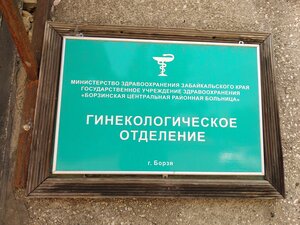 МИНИСТЕРСТВО ЗДРАВООХРАНЕНИЯ ЗАБАЙКАЛЬСКОГО КРАЯ
ГОСУДАРСТВЕННОЕ УЧРЕЖДЕНИЕ ЗДРАВООХРАНЕНИЯ
«БОРЗИНСКАЯ ЦЕНТРАЛЬНАЯ РАЙОННАЯ БОЛЬНИЦА»
ГИНЕКОЛОГИЧЕСКОЕ
ОТДЕЛЕНИЕ
г. Борзя